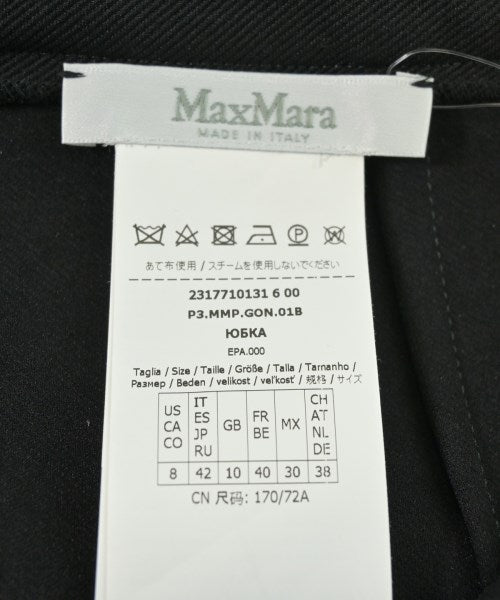 MaxMara
MADE IN ITALY
あて布使用 / スチームを使用しないでください
2317710131 6 00
P3.MMP.GON.01B
ЮБКА
EPA.000
Taglia / Size / Taille / Größe / Talla / Tamanho /
Размер / Beden / velikost / veľkosť / 规格 / サイズ
US CA CO IT ES JP RU GB FR BE MX CH AT NL DE
8 42 10 40 30 38
CN 尺码: 170/72A